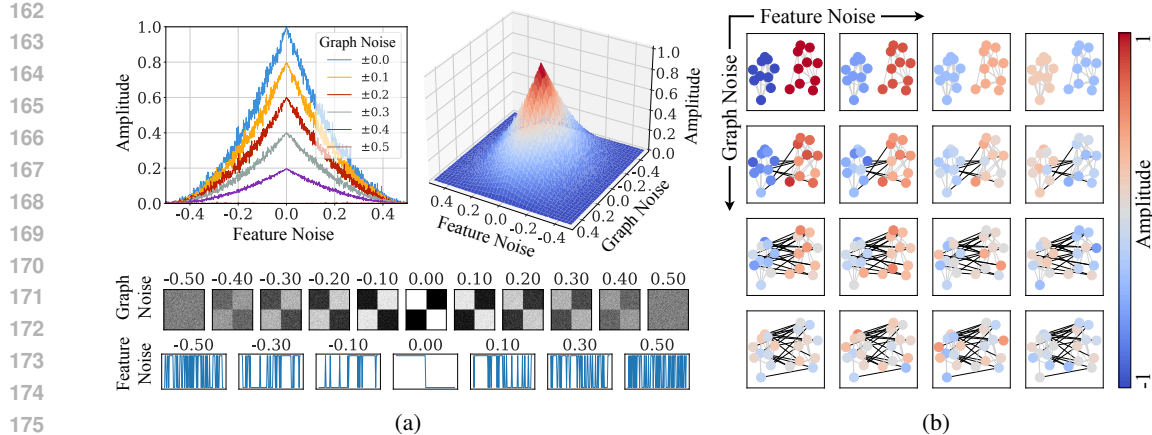 162
163
164
165
166
167
168
169
170
171
172
173
174
175
1.0
0.8
0.6
0.4
0.2
0.0
Amplitude
-0.4 -0.2 0.0 0.2 0.4
Feature Noise
Graph Noise
±0.0
±0.1
±0.2
±0.3
±0.4
±0.5
1.0
0.8
0.6
0.4
0.2
0.0
Amplitude
0.4 0.2 0.0 -0.2 -0.4
Feature Noise
-0.4
-0.2
0.0
0.2
0.4
Graph Noise
Graph Noise
-0.50 -0.40 -0.30 -0.20 -0.10 0.00 0.10 0.20 0.30 0.40 0.50
Feature Noise
-0.50 -0.30 -0.10 0.00 0.10 0.30 0.50
(a)
Feature Noise
Graph Noise
1
Amplitude
-1
(b)